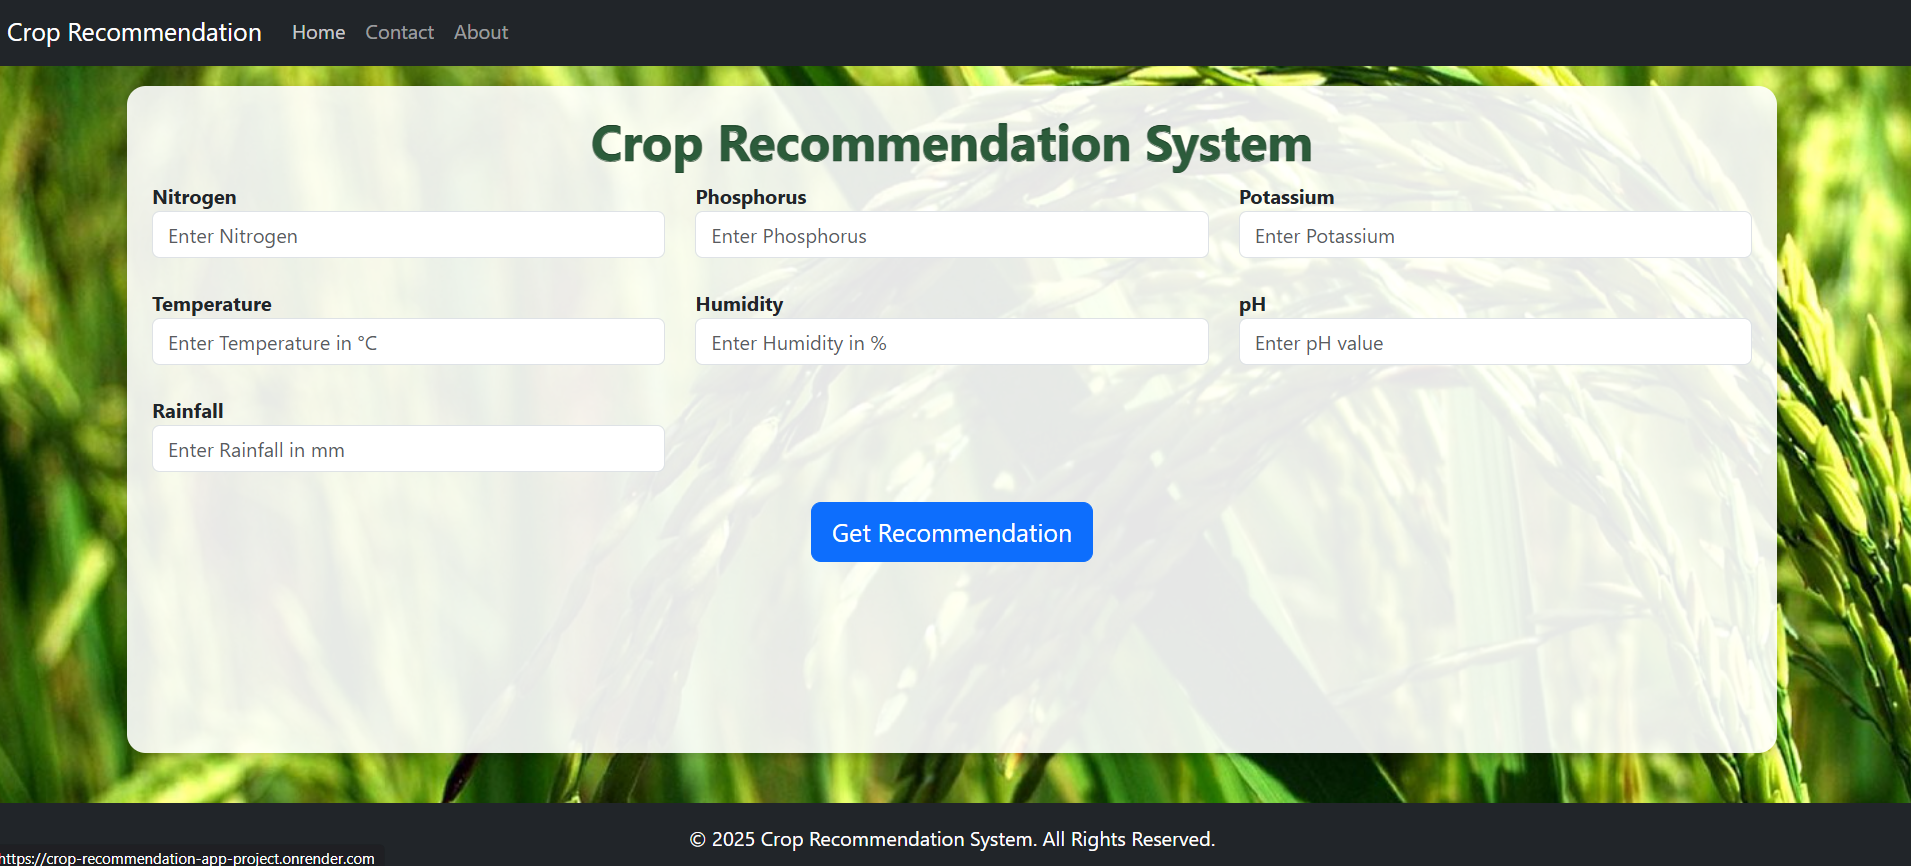 Crop Recommendation Home Contact About
Crop Recommendation System
Nitrogen Phosphorus Potassium
Enter Nitrogen Enter Phosphorus Enter Potassium
Temperature Humidity pH
Enter Temperature in °C Enter Humidity in % Enter pH value
Rainfall
Enter Rainfall in mm
Get Recommendation
© 2025 Crop Recommendation System. All Rights Reserved.
https://crop-recommendation-app-project.onrender.com